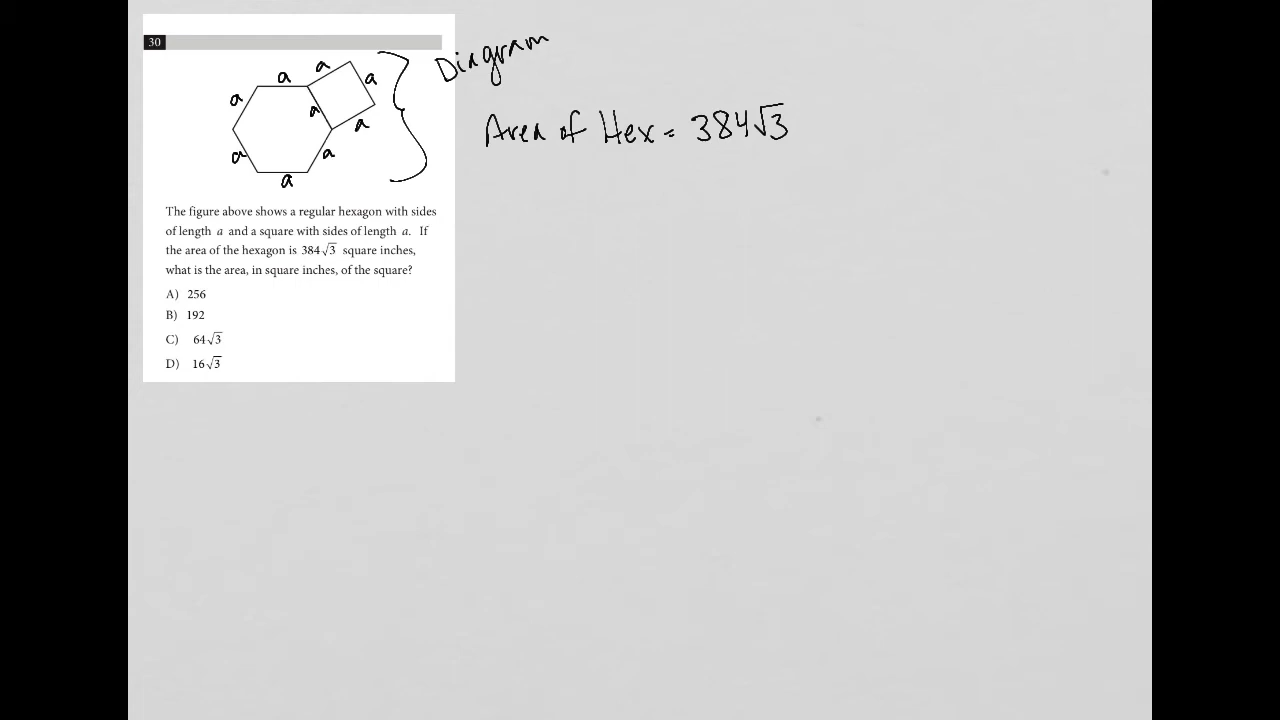 30
Diagram
a
a
a
a
a
a
a
a
a
a
Area of Hex = 384√3
The figure above shows a regular hexagon with sides
of length a and a square with sides of length a. If
the area of the hexagon is 384√3 square inches,
what is the area, in square inches, of the square?
A) 256
B) 192
C) 64√3
D) 16√3